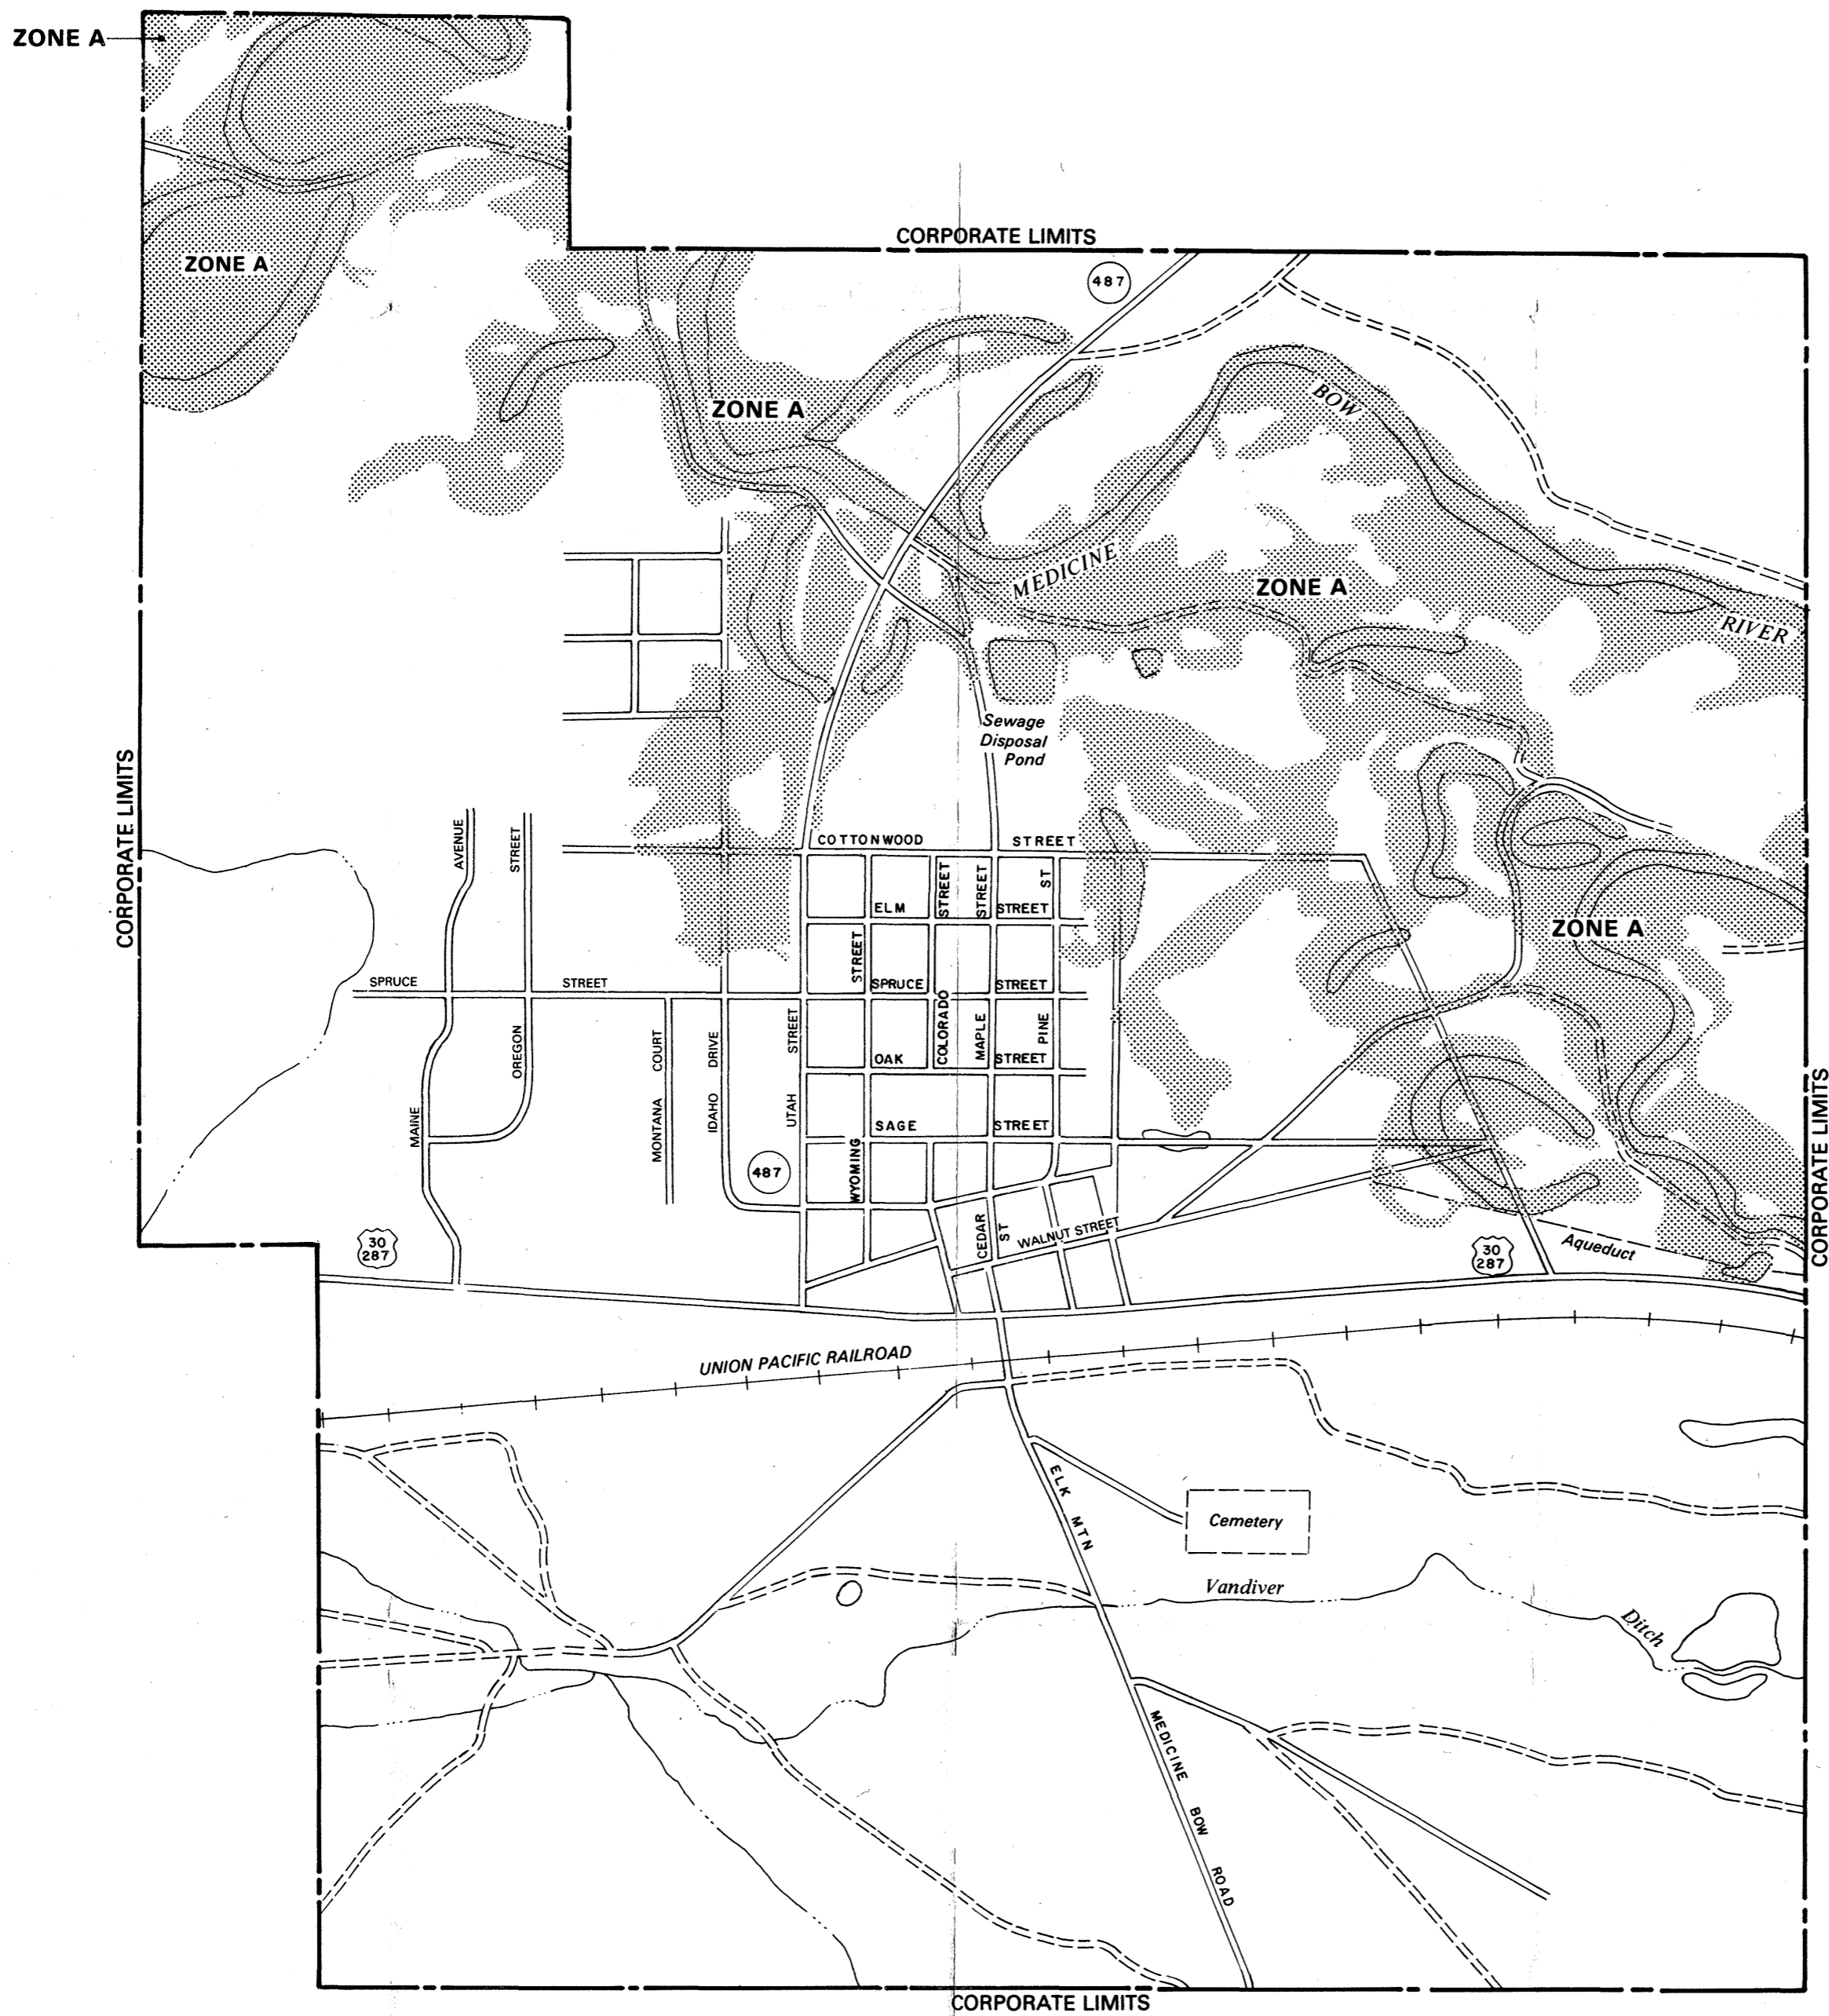 ZONE A
ZONE A
CORPORATE LIMITS
487
ZONE A
BOW
MEDICINE
ZONE A
RIVER
Sewage
Disposal
Pond
CORPORATE LIMITS
AVENUE
STREET
COTTONWOOD STREET
STREET
STREET
ST
ELM STREET
ZONE A
STREET
SPRUCE STREET
SPRUCE STREET
OREGON
COURT
DRIVE
STREET
COLORADO
MAPLE
PINE
OAK STREET
MAINE
MONTANA
IDAHO
UTAH
SAGE STREET
CORPORATE LIMITS
487
WYOMING
CEDAR
ST
WALNUT STREET
30
287
30
287
Aqueduct
UNION PACIFIC RAILROAD
ELK MTN
Cemetery
Vandiver
Ditch
MEDICINE BOW ROAD
CORPORATE LIMITS